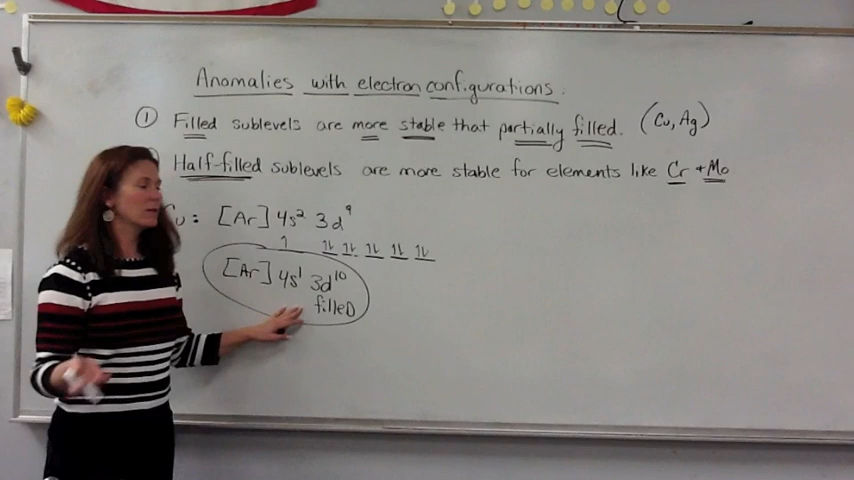 Anomalies with electron configurations.
① Filled sublevels are more stable that partially filled. (Cu, Ag)
Half-filled sublevels are more stable for elements like Cr + Mo
Cu: [Ar] 4s² 3d⁹
↿ ⥮ ⥮ ⥮ ⥮ ⥮
[Ar] 4s¹ 3d¹⁰
filled